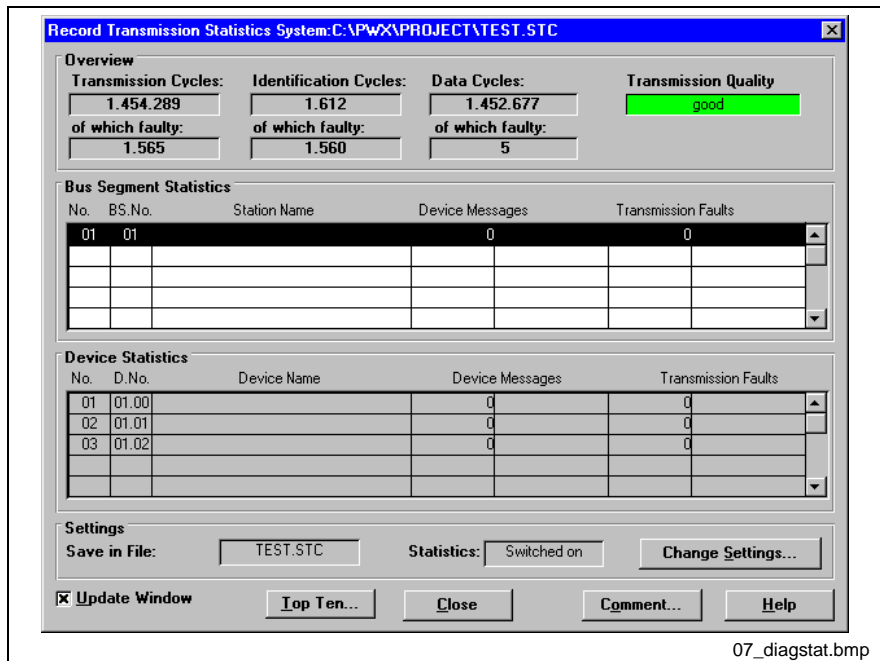 Record Transmission Statistics System:C:\PWX\PROJECT\TEST.STC
Overview
Transmission Cycles: Identification Cycles: Data Cycles: Transmission Quality
1.454.289 1.612 1.452.677 good
of which faulty: of which faulty: of which faulty:
1.565 1.560 5
Bus Segment Statistics
No. BS.No. Station Name Device Messages Transmission Faults
01 01 0 0
Device Statistics
No. D.No. Device Name Device Messages Transmission Faults
01 01.00 0 0
02 01.01 0 0
03 01.02 0 0
Settings
Save in File: TEST.STC Statistics: Switched on Change Settings...
Update Window Top Ten... Close Comment... Help
07_diagstat.bmp